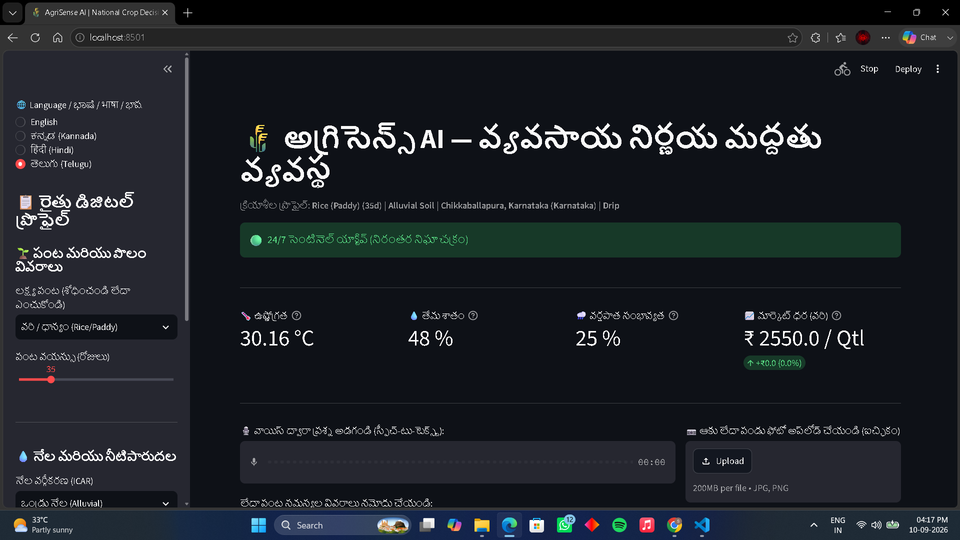 AgriSense AI | National Crop Decis
localhost:8501
Chat
Stop
Deploy
Language / ಭಾಷೆ / भाषा / భాష
English
ಕನ್ನಡ (Kannada)
हिंदी (Hindi)
తెలుగు (Telugu)
రైతు డిజిటల్
ప్రొఫైల్
పంట మరియు పొలం
వివరాలు
లక్ష్య పంట (శోధించండి లేదా
ఎంచుకోండి)
వరి / ధాన్యం (Rice/Paddy)
పంట వయస్సు (రోజులు)
35
నేల మరియు నీటిపారుదల
నేల వర్గీకరణ (ICAR)
ఒండ్రు నేల (Alluvial)
అగ్రిసెన్స్ AI — వ్యవసాయ నిర్ణయ మద్దతు
వ్యవస్థ
క్రియాశీల ప్రొఫైల్: Rice (Paddy) (35d) | Alluvial Soil | Chikkaballapura, Karnataka (Karnataka) | Drip
24/7 సెంటినెల్ యాక్టివ్ (నిరంతర నిఘా చక్రం)
ఉష్ణోగ్రత
30.16 °C
తేమ శాతం
48 %
వర్షపాత సంభావ్యత
25 %
మార్కెట్ ధర (వరి)
₹ 2550.0 / Qtl
↑ +₹0.0 (0.0%)
వాయిస్ ద్వారా ప్రశ్న అడగండి (స్పీచ్-టు-టెక్స్ట్):
00:00
ఆకు లేదా పండు ఫోటో అప్‌లోడ్ చేయండి (ఐచ్ఛికం)
Upload
200MB per file • JPG, PNG
లేదా పంట సమస్యల వివరాలు నమోదు చేయండి:
33°C
Partly sunny
Search
12
ENG
IN
04:17 PM
10-09-2026